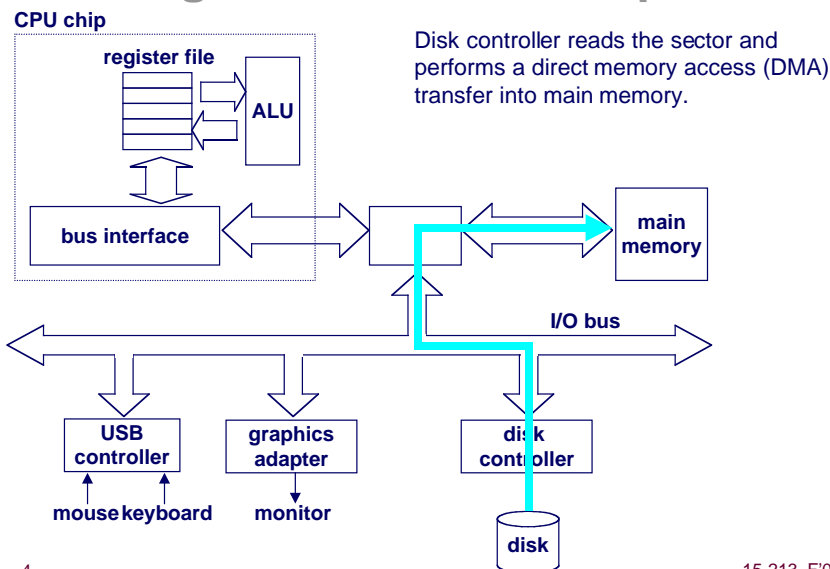 CPU chip
Disk controller reads the sector and
performs a direct memory access (DMA)
transfer into main memory.
register file
ALU
bus interface
main
memory
I/O bus
USB
controller
graphics
adapter
disk
controller
mouse keyboard
monitor
disk